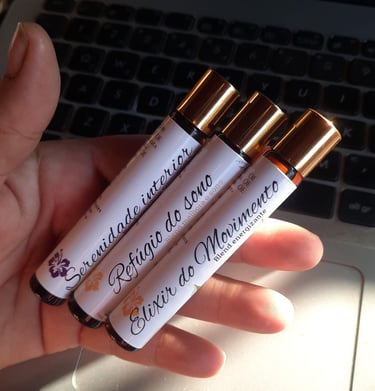 Serenidade interior
Refúgio do sono
Elixir do Movimento
Blend energizante